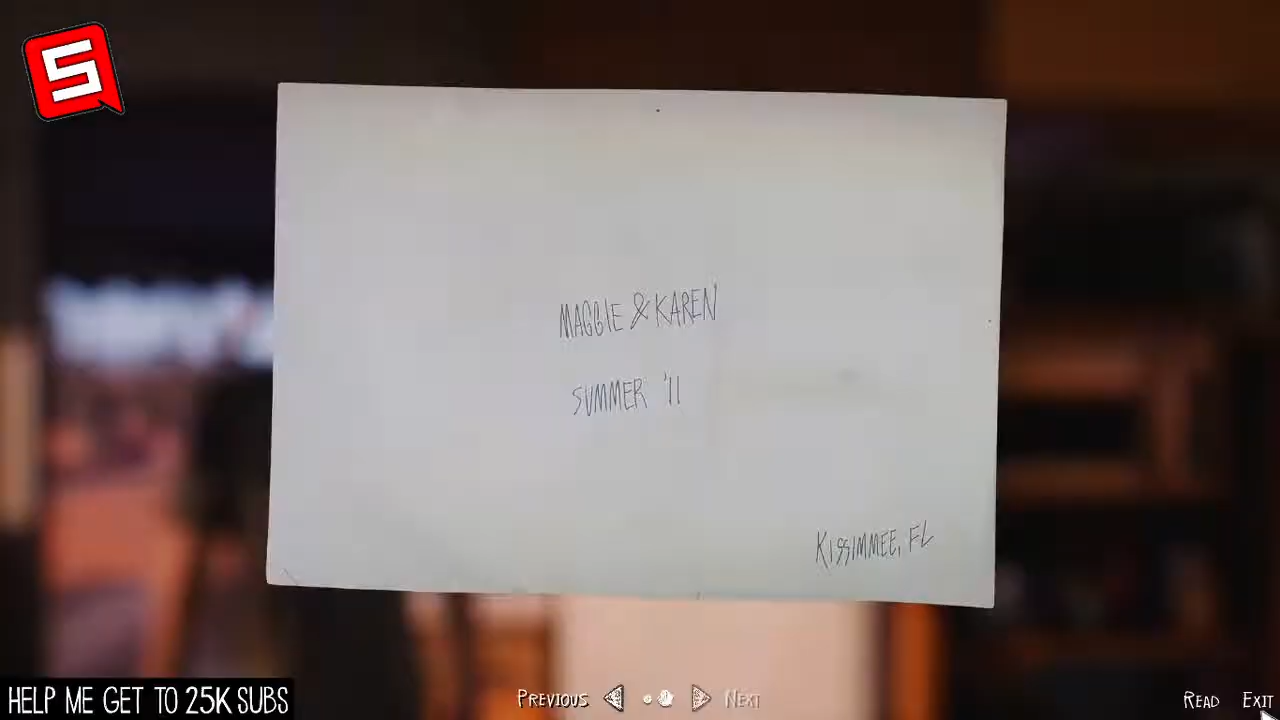 S
MAGGIE & KAREN
SUMMER '11
KISSIMMEE, FL
HELP ME GET TO 25K SUBS
PREVIOUS NEXT
READ EXIT